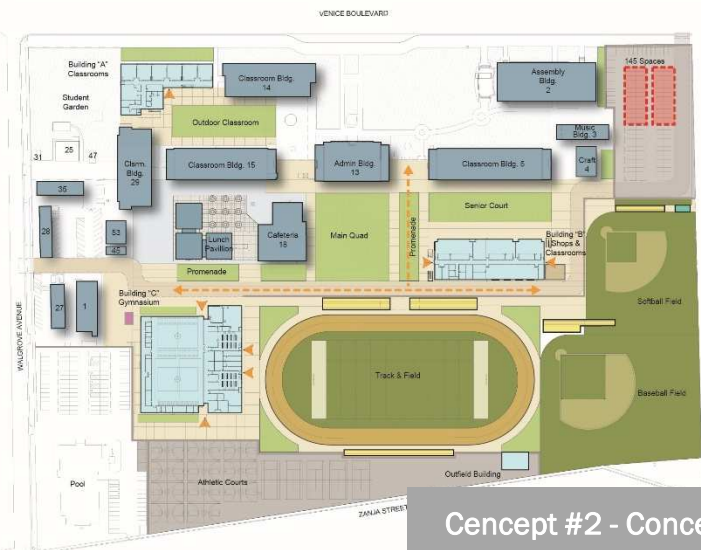 VENICE BOULEVARD
Building "A"
Classrooms
Classroom Bldg.
14
Assembly
Bldg.
2
145 Spaces
Student
Garden
Outdoor Classroom
Music
Bldg. 3
31
25
47
Clsrm.
Bldg.
29
Classroom Bldg. 15
Admin Bldg.
13
Classroom Bldg. 5
Craft
4
35
28
53
45
Lunch
Pavillion
Cafeteria
18
Main Quad
Promenade
Senior Court
Building "B"
Shops &
Classrooms
Promenade
Building "C"
Gymnasium
27
1
WALGROVE AVENUE
Softball Field
Track & Field
Baseball Field
Pool
Athletic Courts
Outfield Building
ZANJA STREET
Cencept #2 - Conce